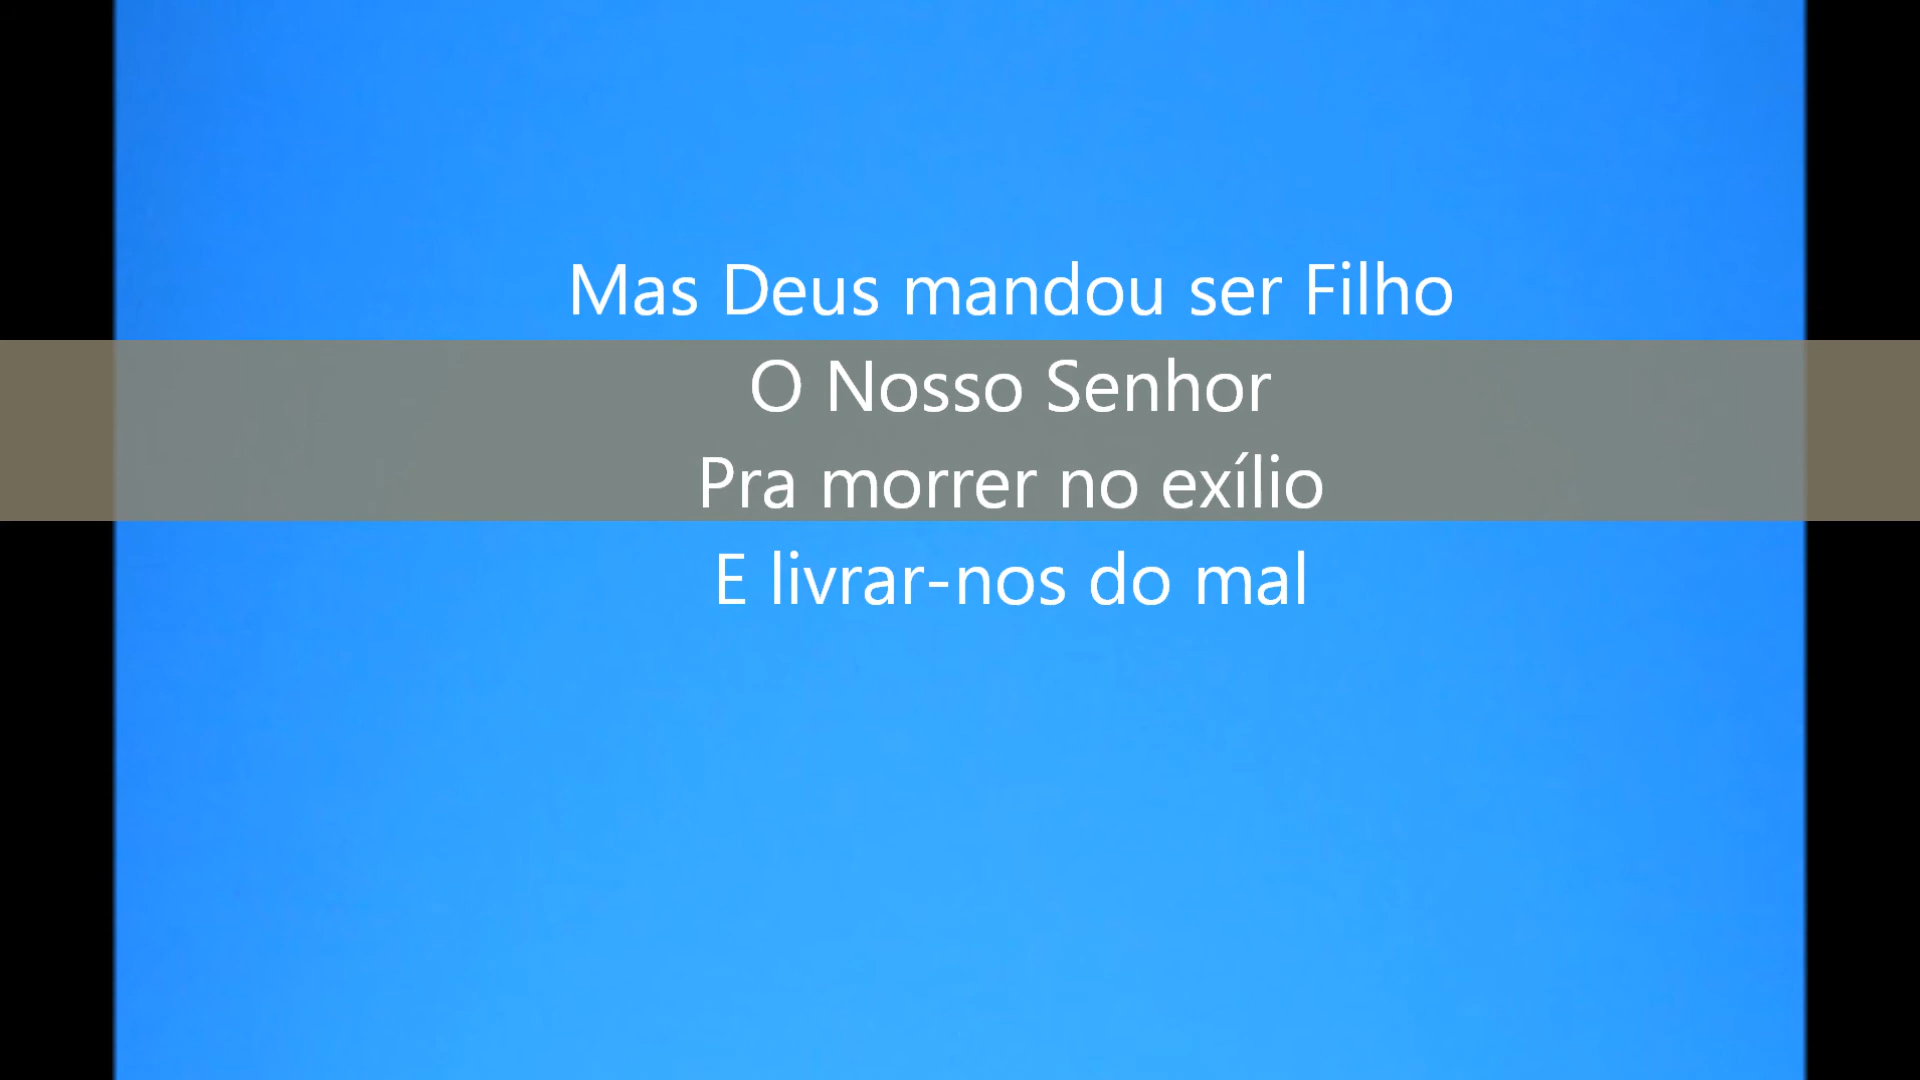 Mas Deus mandou ser Filho
O Nosso Senhor
Pra morrer no exílio
E livrar-nos do mal